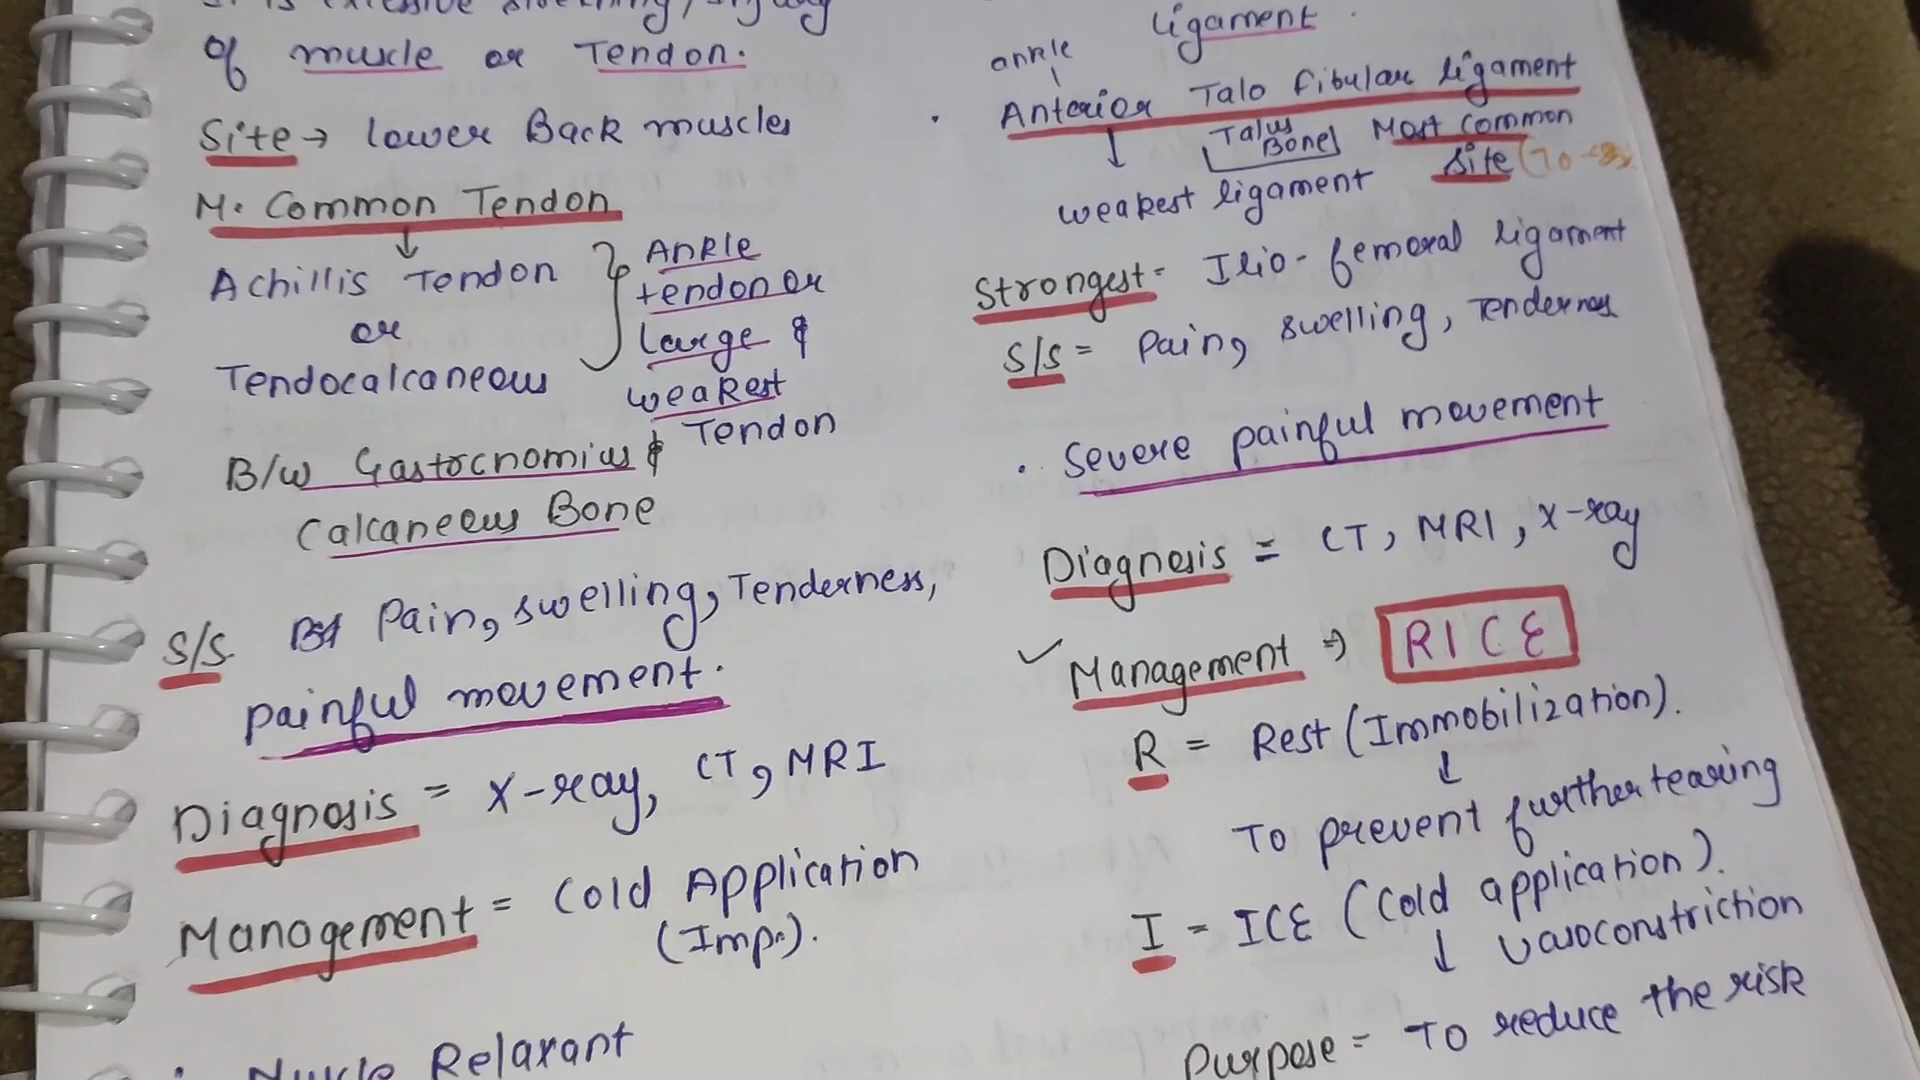 of muscle or Tendon.
Site → lower Back muscles
M. Common Tendon
↓
Achillis Tendon
or
Tendocalcaneous
Ankle
tendon or
large &
weakest
Tendon
B/w Gastocnomius &
Calcaneous Bone
S/S. Pain, swelling, Tenderness,
painful movement.
Diagnosis = X-ray, CT, MRI
Management = Cold Application
(Imp.).
Relaxant
ligament
ankle
• Anterior Talo fibular ligament
↓ Talus Bone Most Common
site
weakest ligament
Strongest = Ilio-femoral ligament
S/S = Pain, swelling, Tenderness
• Severe painful movement
Diagnosis = CT, MRI, X-ray
✓ Management ⇒ RICE
R = Rest (Immobilization).
↓
To prevent further tearing
I = ICE (Cold application).
↓ Vasoconstriction
Purpose = To reduce the risk